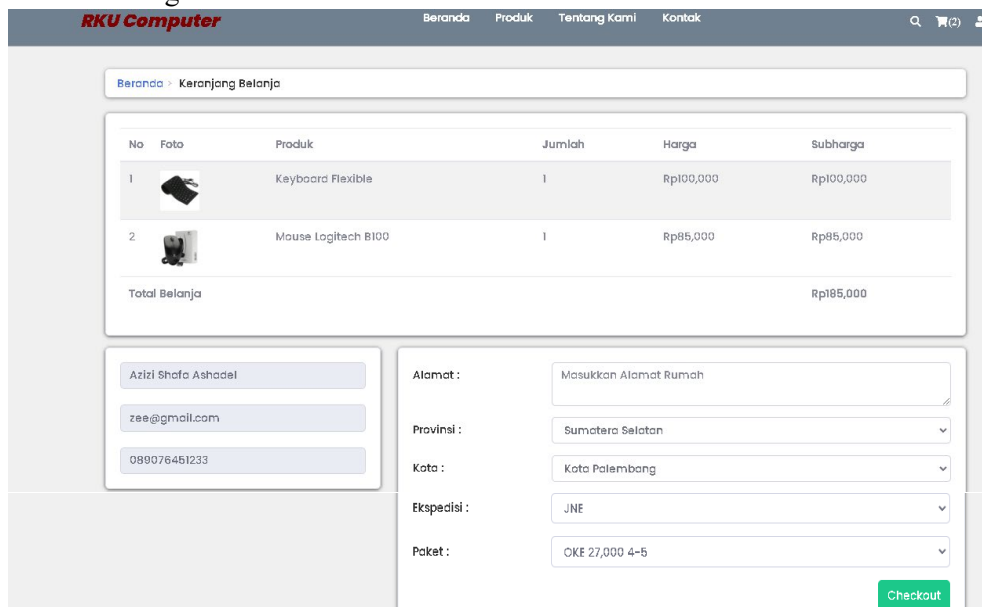 RKU Computer Beranda Produk Tentang Kami Kontak (2)
Beranda > Keranjang Belanja
No Foto Produk Jumlah Harga Subharga
1 Keyboard Flexible 1 Rp100,000 Rp100,000
2 Mouse Logitech B100 1 Rp85,000 Rp85,000
Total Belanja Rp185,000
Azizi Shafa Ashadel
zee@gmail.com
089076451233
Alamat : Masukkan Alamat Rumah
Provinsi : Sumatera Selatan
Kota : Kota Palembang
Ekspedisi : JNE
Paket : OKE 27,000 4-5
Checkout